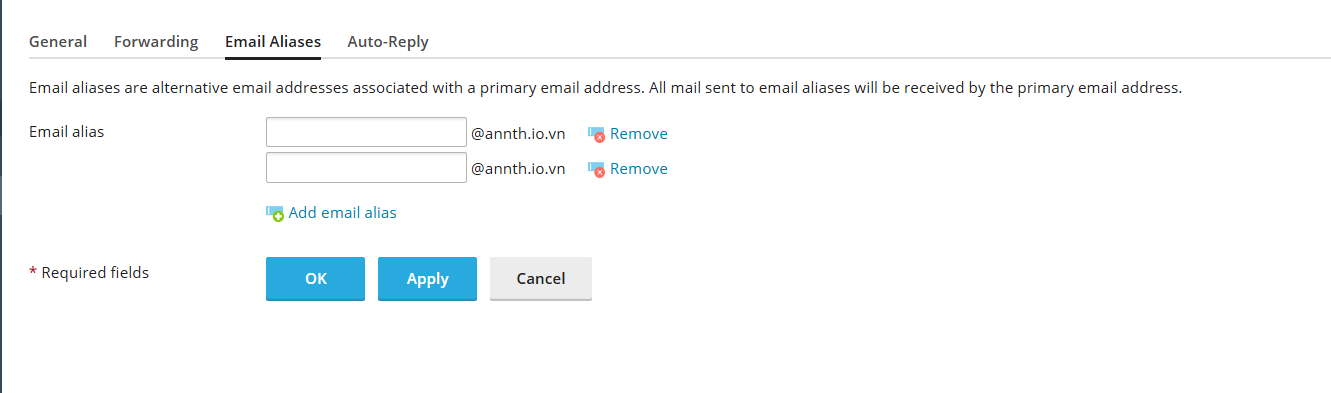 General Forwarding Email Aliases Auto-Reply
Email aliases are alternative email addresses associated with a primary email address. All mail sent to email aliases will be received by the primary email address.
Email alias @annth.io.vn Remove
@annth.io.vn Remove
Add email alias
* Required fields OK Apply Cancel